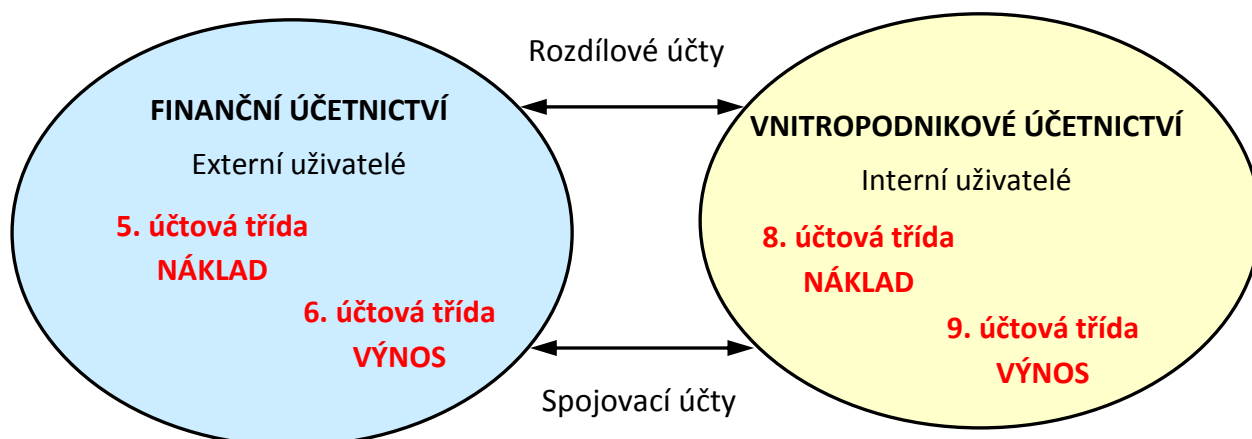 Rozdílové účty
FINANČNÍ ÚČETNICTVÍ
Externí uživatelé
5. účtová třída
NÁKLAD
6. účtová třída
VÝNOS
VNITROPODNIKOVÉ ÚČETNICTVÍ
Interní uživatelé
8. účtová třída
NÁKLAD
9. účtová třída
VÝNOS
Spojovací účty